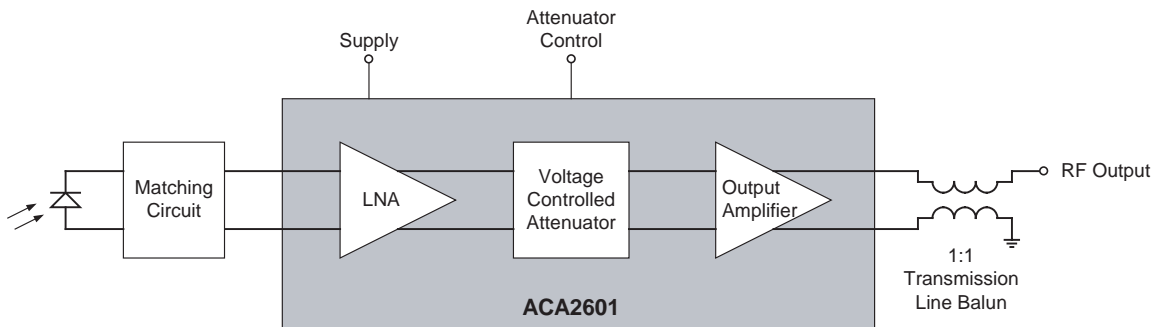 Attenuator
Control
Supply
Matching
Circuit
LNA
Voltage
Controlled
Attenuator
Output
Amplifier
RF Output
1:1
Transmission
Line Balun
ACA2601